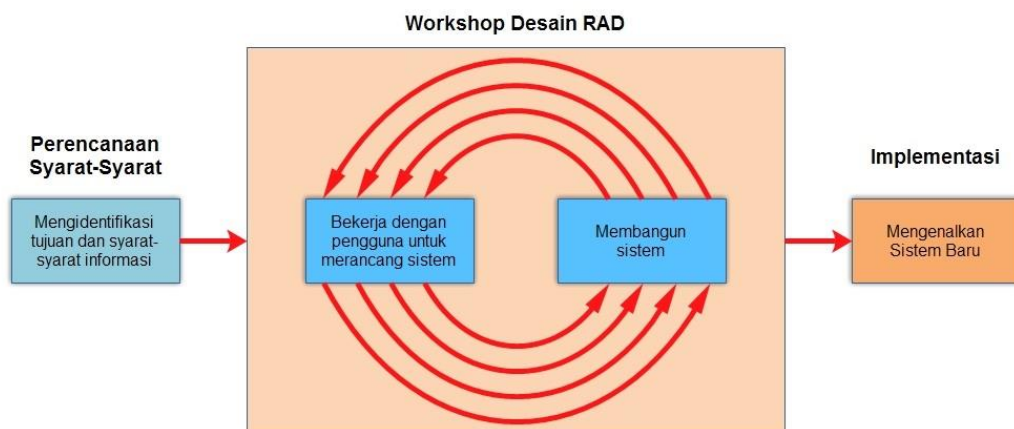 Workshop Desain RAD
Perencanaan
Syarat-Syarat
Mengidentifikasi
tujuan dan syarat-
syarat informasi
Bekerja dengan
pengguna untuk
merancang sistem
Membangun
sistem
Implementasi
Mengenalkan
Sistem Baru